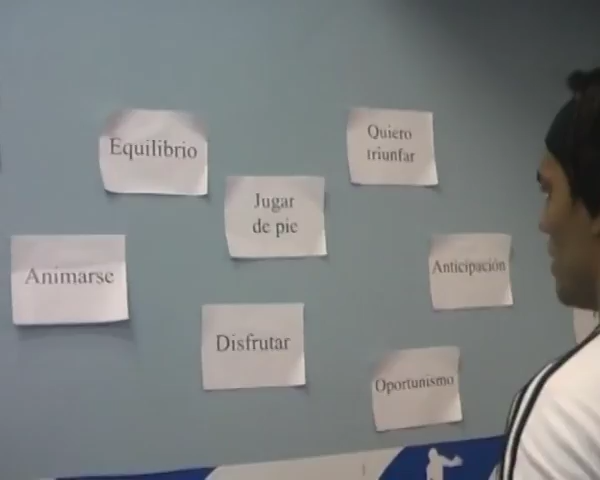 Equilibrio
Quiero
triunfar
Jugar
de pie
Animarse
Anticipación
Disfrutar
Oportunismo